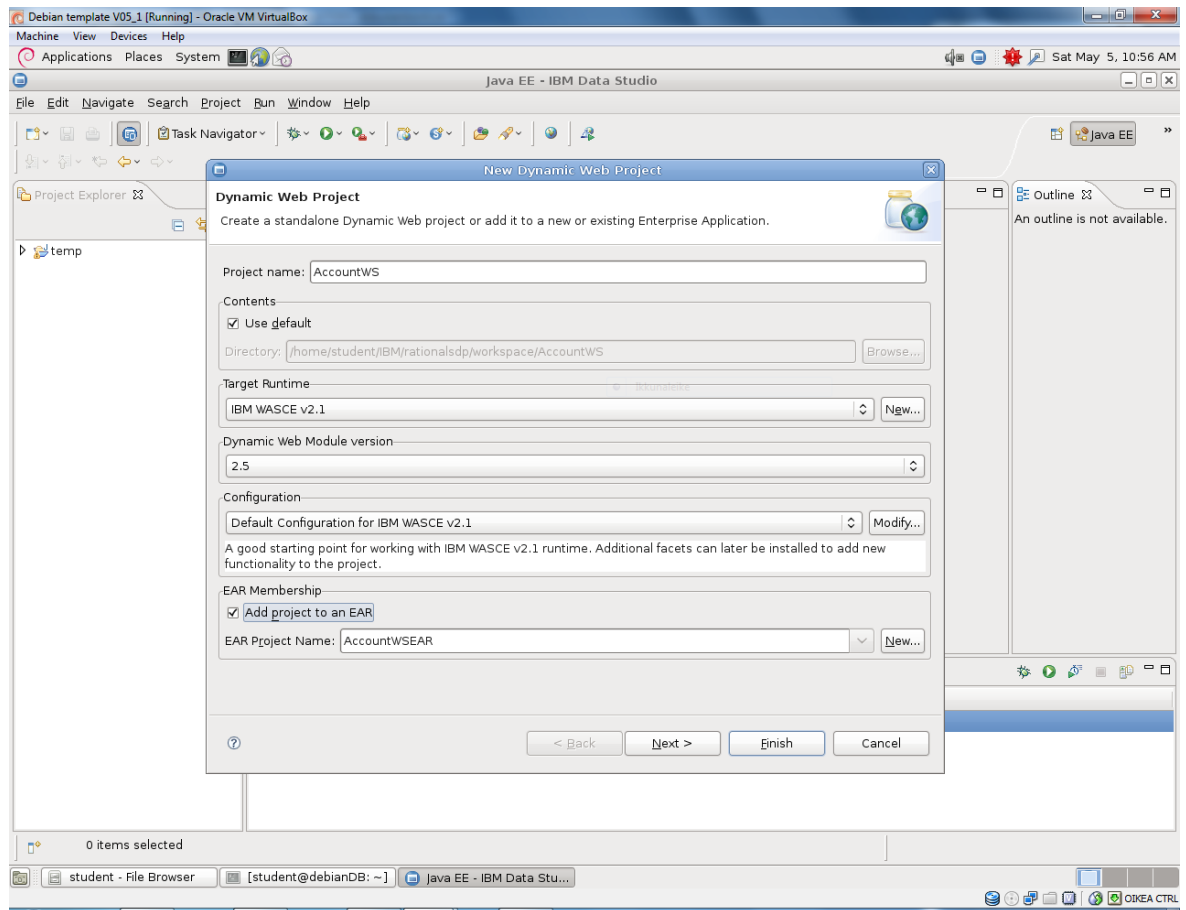 Debian template V05_1 [Running] - Oracle VM VirtualBox
Machine View Devices Help
Applications Places System
Sat May 5, 10:56 AM
Java EE - IBM Data Studio
File Edit Navigate Search Project Run Window Help
Task Navigator
Java EE
»
New Dynamic Web Project
Project Explorer
Dynamic Web Project
Create a standalone Dynamic Web project or add it to a new or existing Enterprise Application.
Outline
An outline is not available.
temp
Project name: AccountWS
Contents
Use default
Directory: /home/student/IBM/rationalsdp/workspace/AccountWS Browse...
Target Runtime
Ikkunaleike
IBM WASCE v2.1 New...
Dynamic Web Module version
2.5
Configuration
Default Configuration for IBM WASCE v2.1 Modify...
A good starting point for working with IBM WASCE v2.1 runtime. Additional facets can later be installed to add new
functionality to the project.
EAR Membership
Add project to an EAR
EAR Project Name: AccountWSEAR New...
< Back Next > Finish Cancel
0 items selected
student - File Browser [student@debianDB: ~] Java EE - IBM Data Stu...
OIKEA CTRL